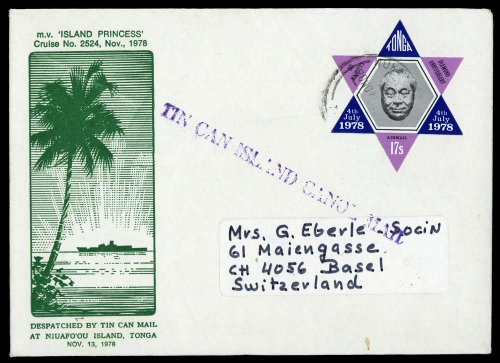 m.v. 'ISLAND PRINCESS'
Cruise No. 2524, Nov., 1978
TONGA
4th
July
1978
4th
July
1978
AIRMAIL
17s
TIN CAN ISLAND CANOE MAIL
Mrs. G. Eberle-Socin
61 Maiengasse
CH 4056 Basel
Switzerland
DESPATCHED BY TIN CAN MAIL
AT NIUAFO'OU ISLAND, TONGA
NOV. 13, 1978